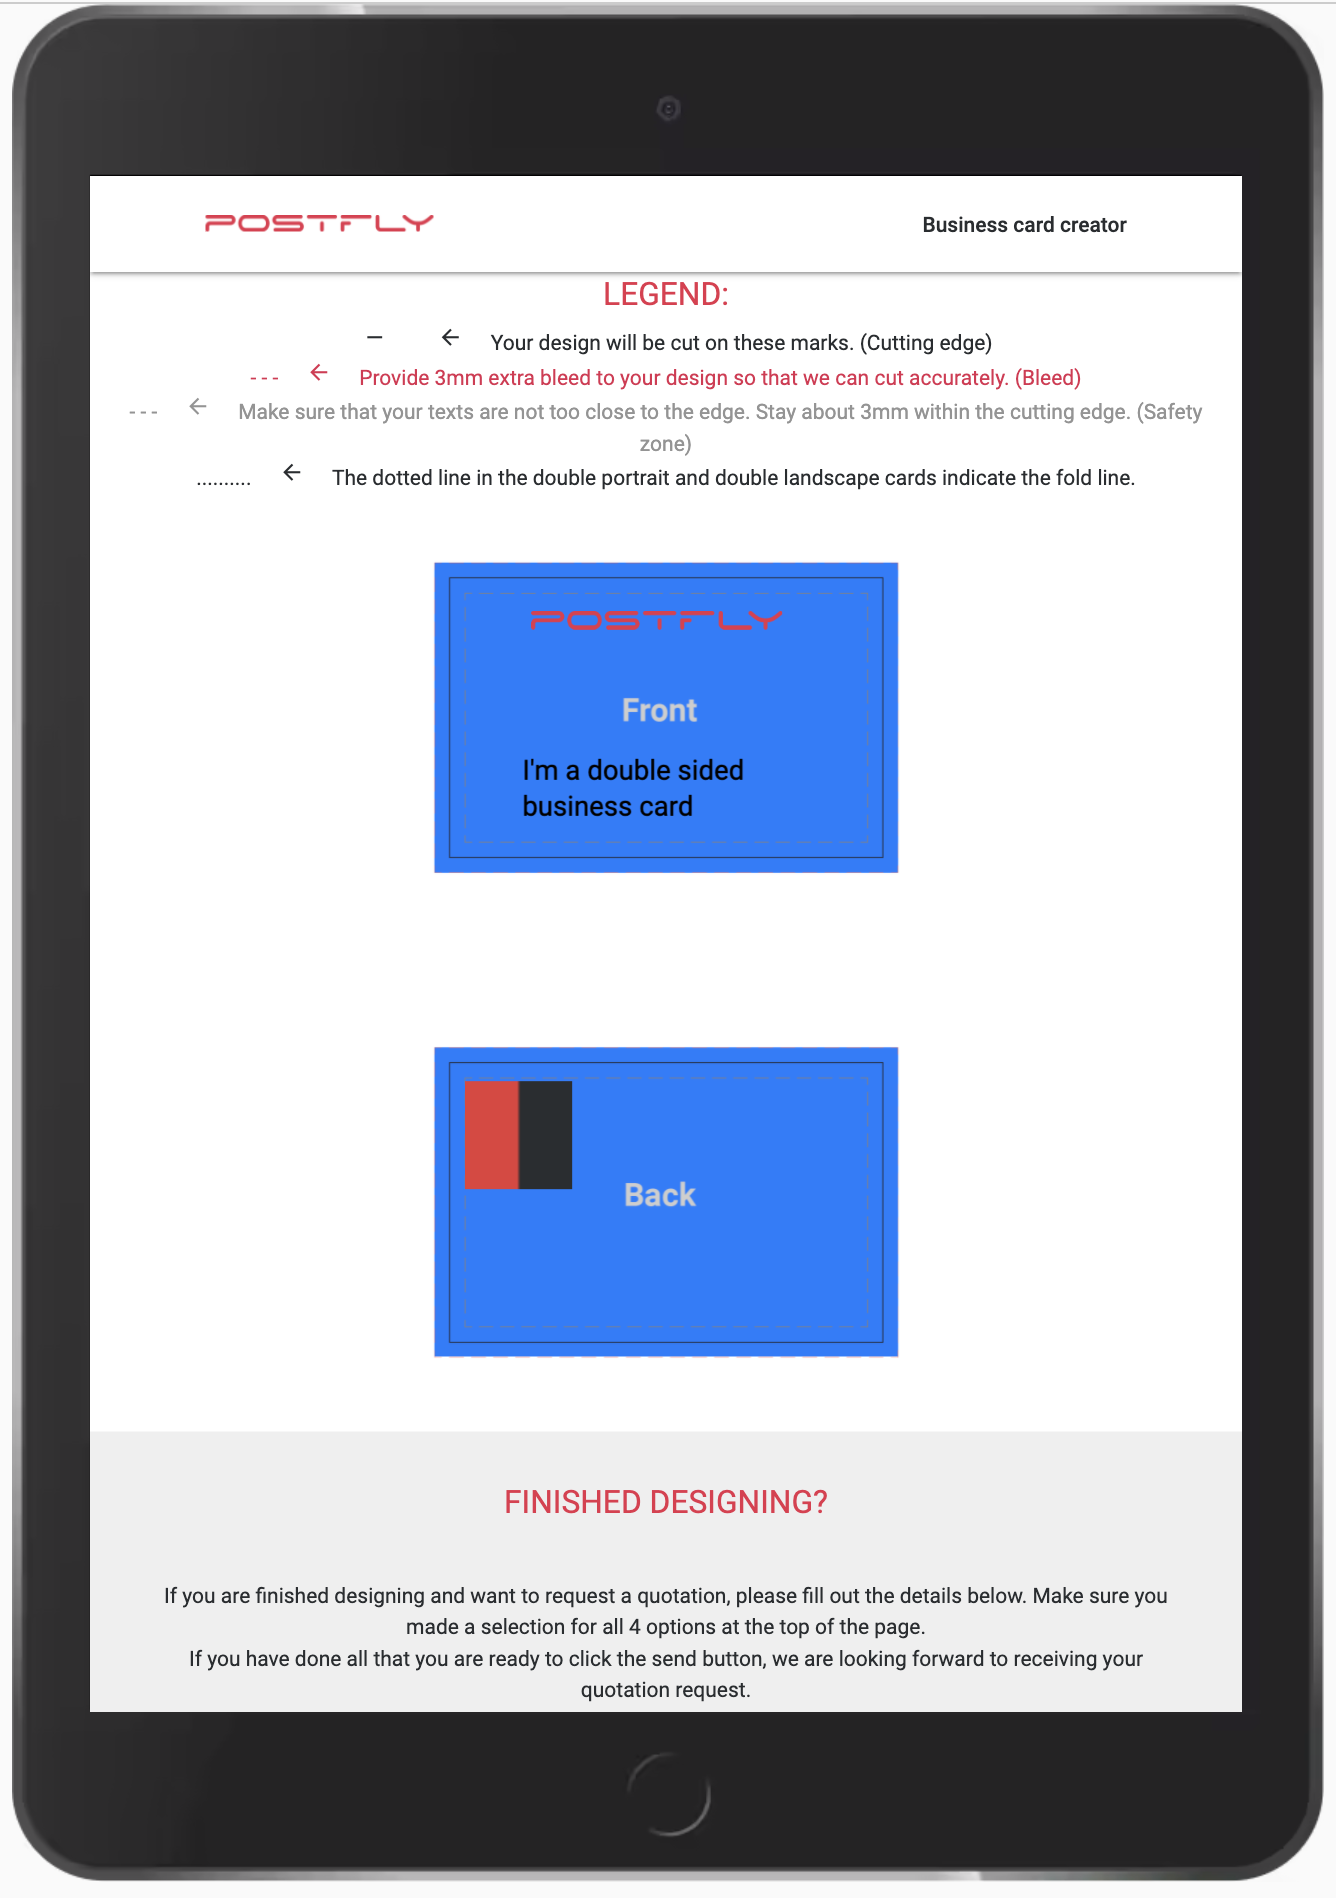 POSTFLY
Business card creator
LEGEND:
Your design will be cut on these marks. (Cutting edge)
--- Provide 3mm extra bleed to your design so that we can cut accurately. (Bleed)
--- Make sure that your texts are not too close to the edge. Stay about 3mm within the cutting edge. (Safety
zone)
.......... The dotted line in the double portrait and double landscape cards indicate the fold line.
POSTFLY
Front
I'm a double sided
business card
Back
FINISHED DESIGNING?
If you are finished designing and want to request a quotation, please fill out the details below. Make sure you
made a selection for all 4 options at the top of the page.
If you have done all that you are ready to click the send button, we are looking forward to receiving your
quotation request.